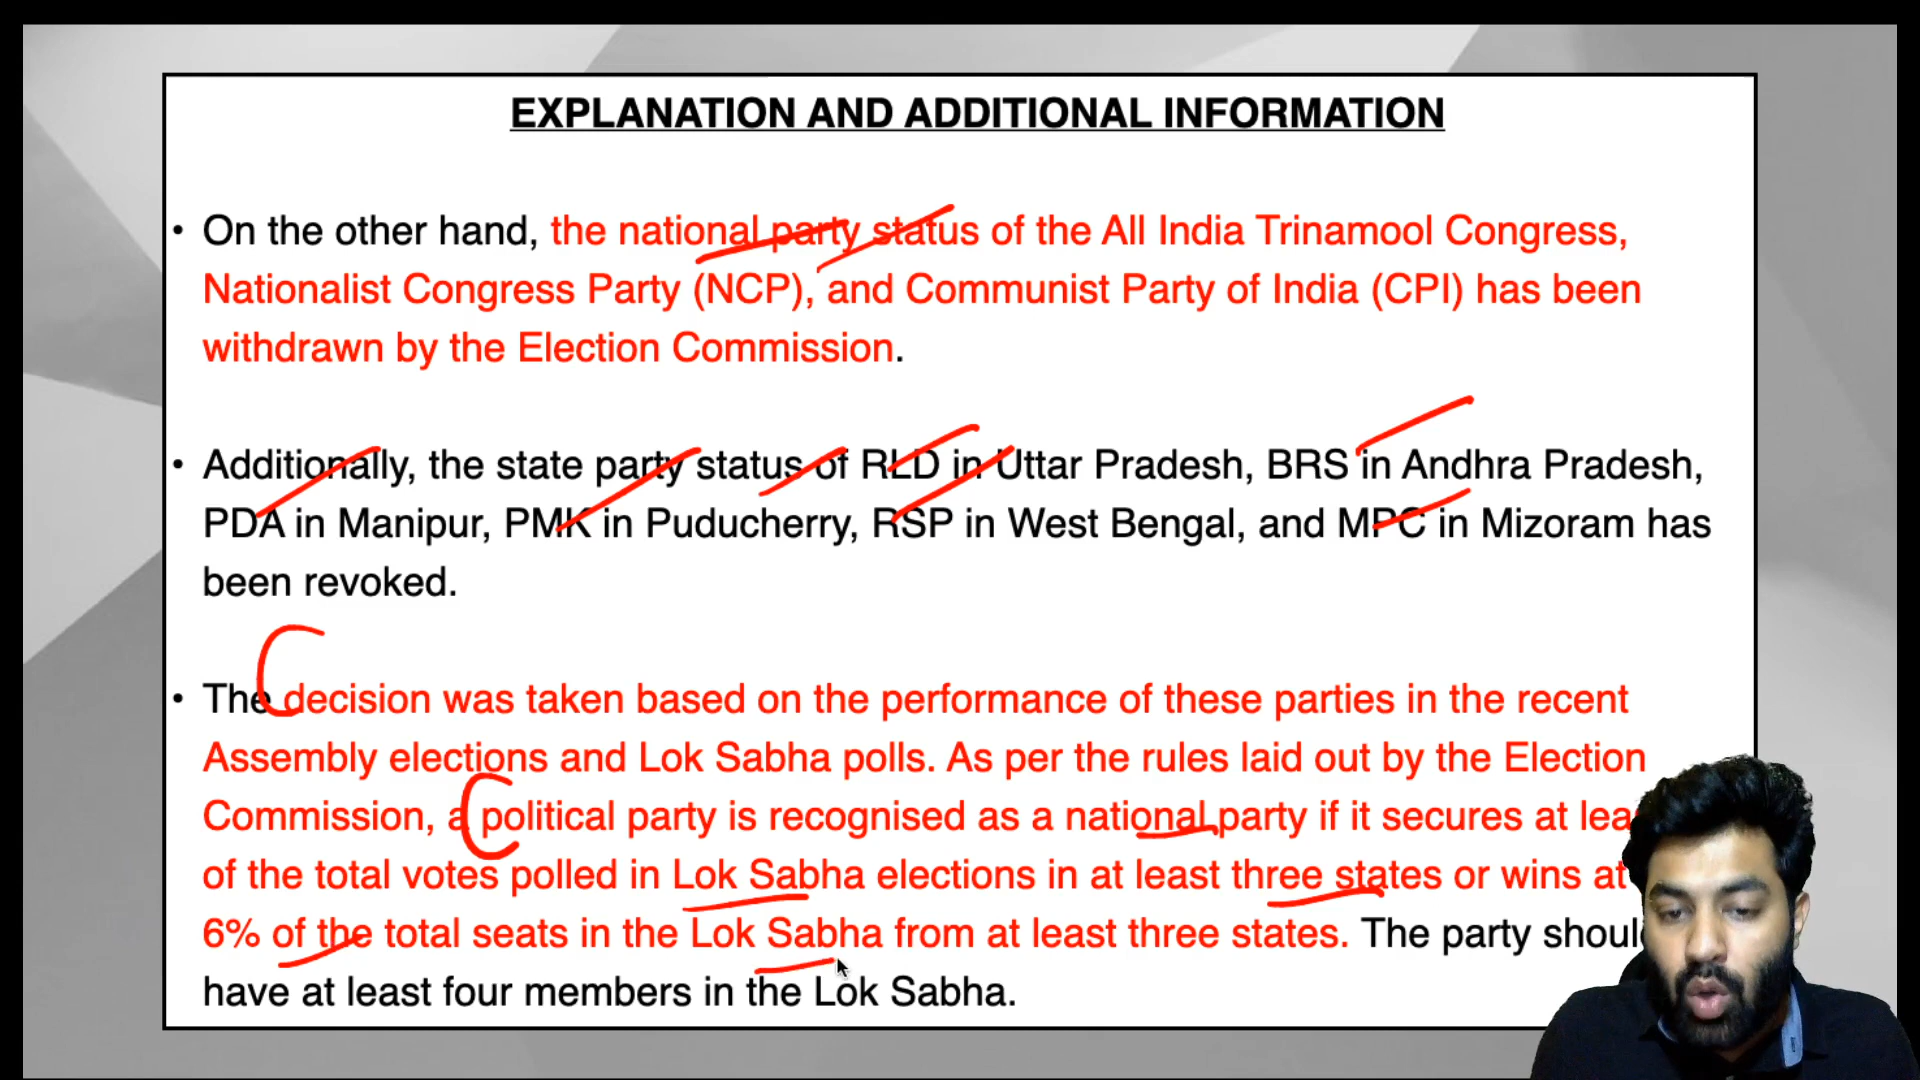 EXPLANATION AND ADDITIONAL INFORMATION
• On the other hand, the national party status of the All India Trinamool Congress,
Nationalist Congress Party (NCP), and Communist Party of India (CPI) has been
withdrawn by the Election Commission.
• Additionally, the state party status of RLD in Uttar Pradesh, BRS in Andhra Pradesh,
PDA in Manipur, PMK in Puducherry, RSP in West Bengal, and MPC in Mizoram has
been revoked.
• The decision was taken based on the performance of these parties in the recent
Assembly elections and Lok Sabha polls. As per the rules laid out by the Election
Commission, a political party is recognised as a national party if it secures at
of the total votes polled in Lok Sabha elections in at least three states or wins at
6% of the total seats in the Lok Sabha from at least three states. The party
have at least four members in the Lok Sabha.